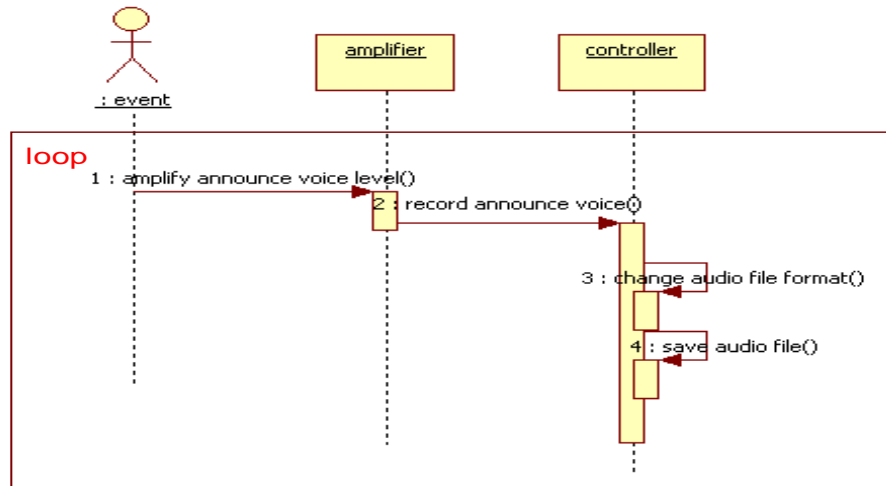 amplifier
controller
: event
loop
1 : amplify announce voice level()
2 : record announce voice()
3 : change audio file format()
4 : save audio file()